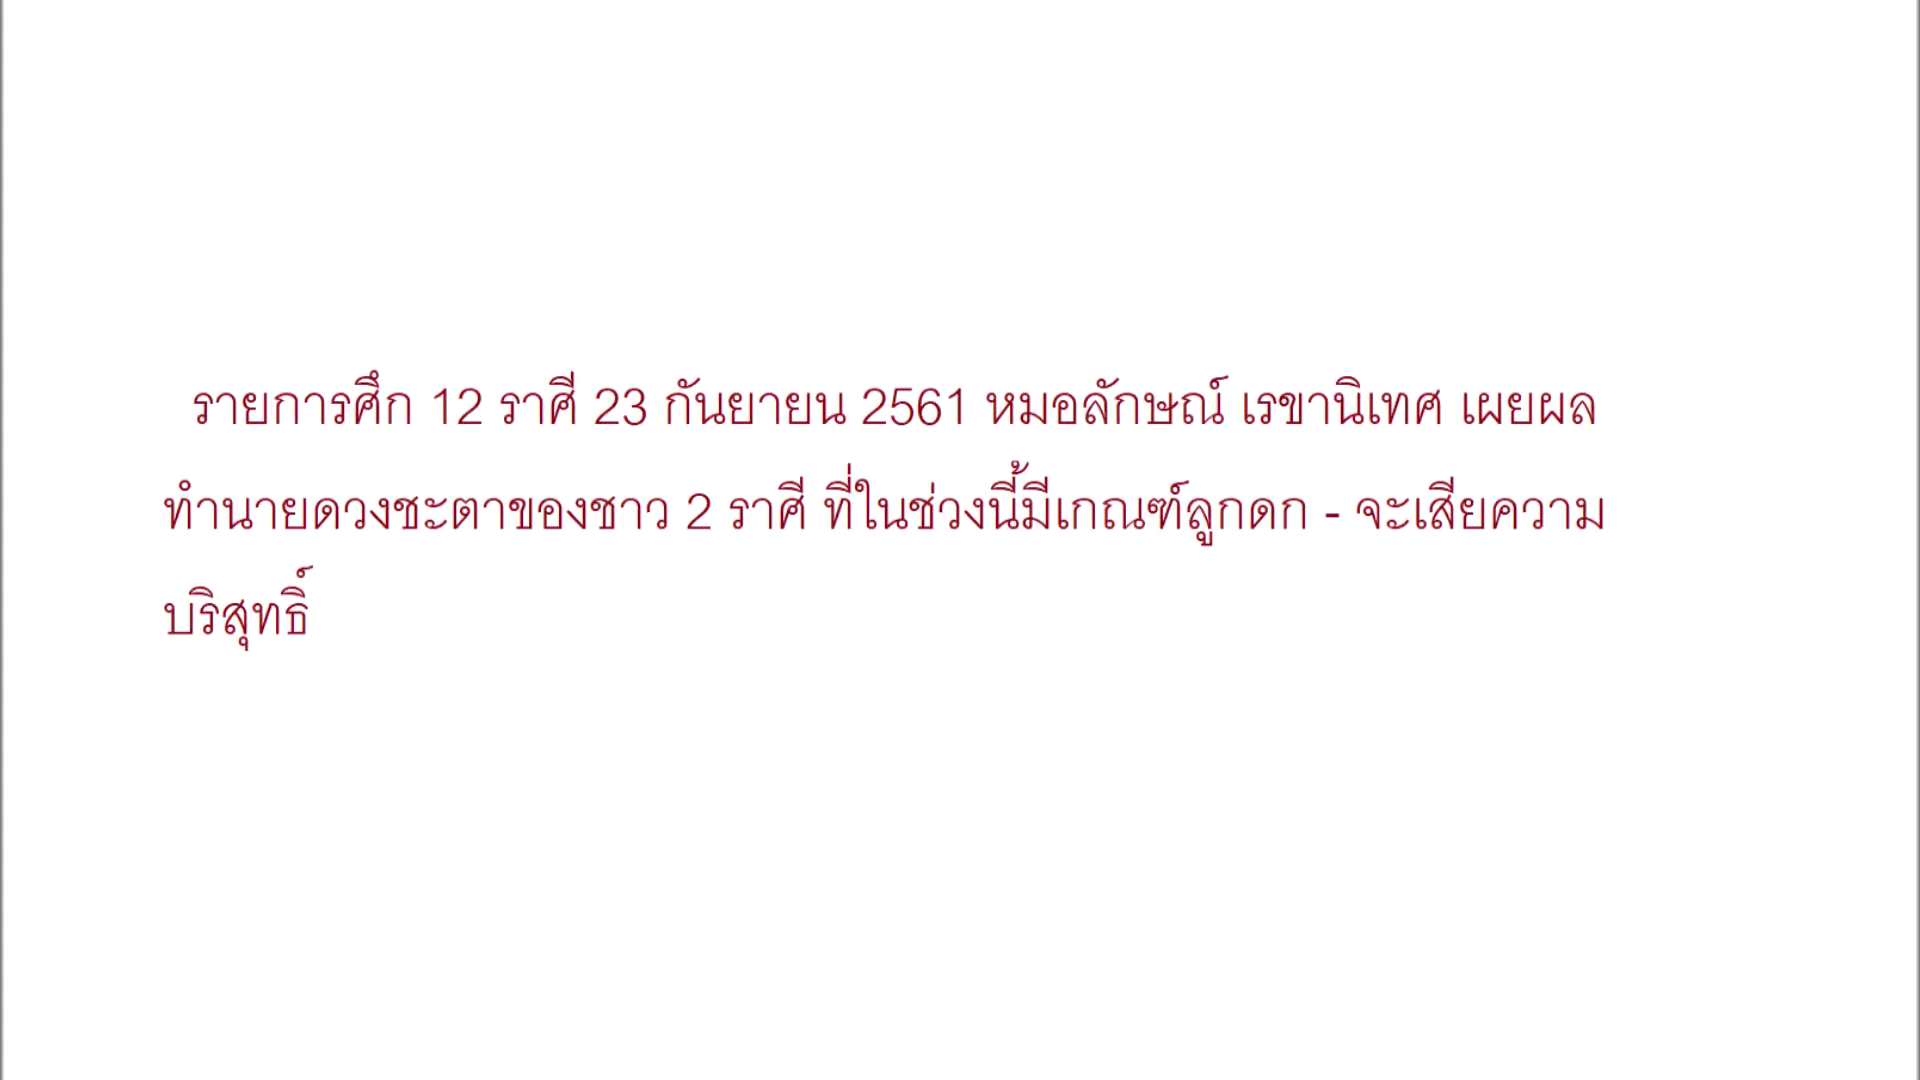 รายการศึก 12 ราศี 23 กันยายน 2561 หมอลักษณ์ เรขานิเทศ เผยผล
ทำนายดวงชะตาของชาว 2 ราศี ที่ในช่วงนี้มีเกณฑ์ลูกดก - จะเสียความ
บริสุทธิ์